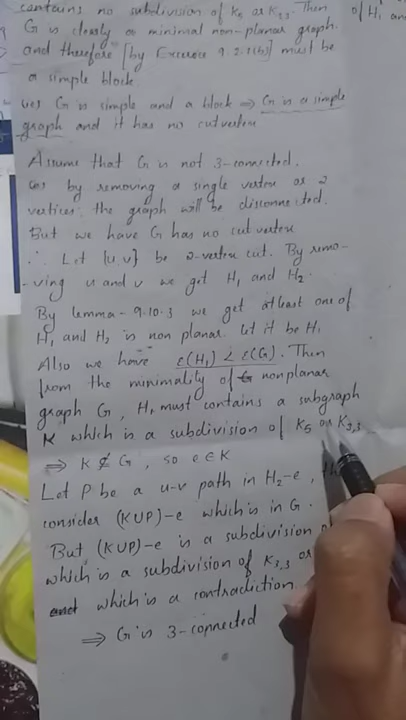 contains no subdivision of K5 or K3,3. Then
G is clearly a minimal non-planar graph.
and therefore [by Excercise 9.2.1(b)] must be
a simple block.
ies G is simple and a block ⇒ G is a simple
graph and it has no cutvertex
Assume that G is not 3-connected.
ies by removing a single vertex or 2
vertices; the graph will be disconnected.
But we have G has no cut vertex
∴ Let {u v} be 2-vertex cut. By remo-
-ving u and v we get H1 and H2.
By lemma-9.10.3 we get atleast one of
H1 and H2 is non planar. let it be H1
Also we have ε(H1) < ε(G). Then
from the minimality of nonplanar
graph G, H1 must contains a subgraph
K which is a subdivision of K5 or K3,3
⇒ K ⊄ G, so e ∈ K
Let P be a u-v path in H2-e,
consider (K∪P)-e which is in G.
But (K∪P)-e is a subdivision
which is a subdivision of K3,3 or
and which is a contradiction
⇒ G is 3-connected
of H1 and